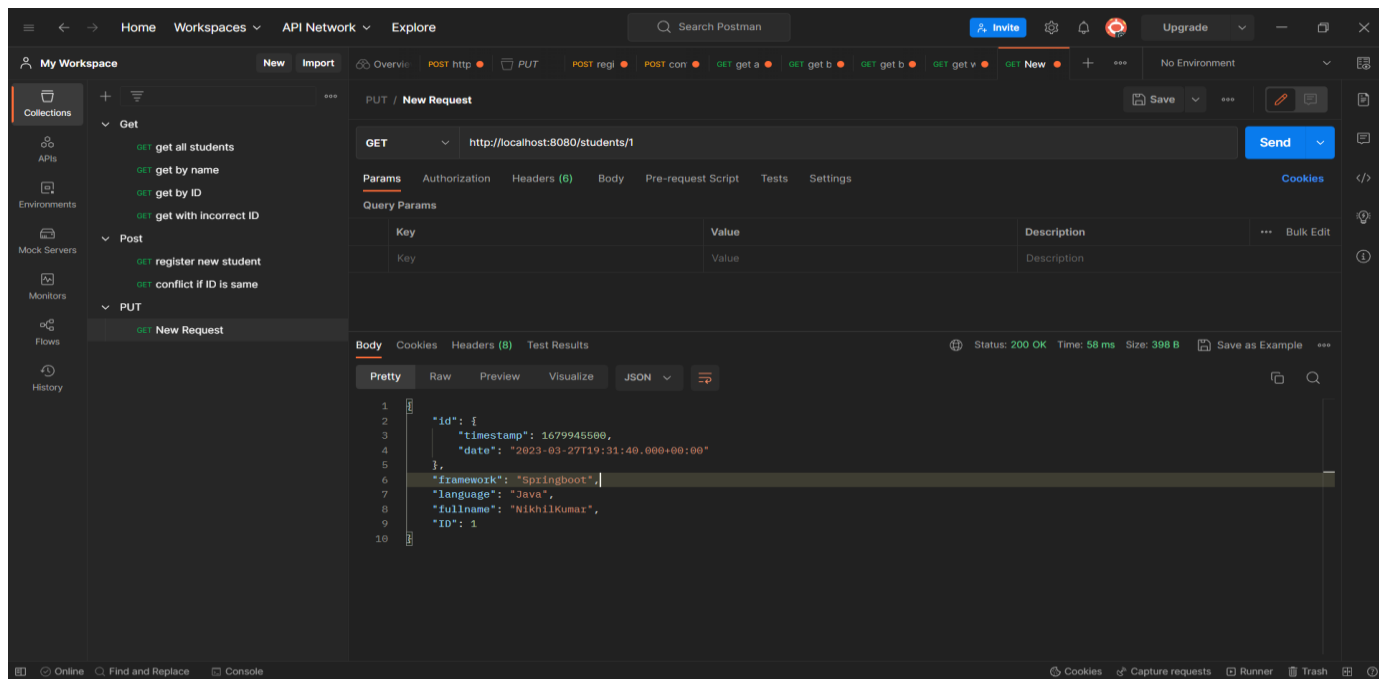 Home Workspaces API Network Explore Search Postman Invite Upgrade
My Workspace New Import Overvie POST http PUT POST regi POST con GET get a GET get b GET get b GET get w GET New No Environment
Collections
APIs
Environments
Mock Servers
Monitors
Flows
History
Get
GET get all students
GET get by name
GET get by ID
GET get with incorrect ID
Post
GET register new student
GET conflict if ID is same
PUT
GET New Request
PUT / New Request Save
GET http://localhost:8080/students/1 Send
Params Authorization Headers (6) Body Pre-request Script Tests Settings Cookies
Query Params
Key Value Description Bulk Edit
Key Value Description
Body Cookies Headers (8) Test Results Status: 200 OK Time: 58 ms Size: 398 B Save as Example
Pretty Raw Preview Visualize JSON
1 {
2 "id": {
3 "timestamp": 1679945500,
4 "date": "2023-03-27T19:31:40.000+00:00"
5 },
6 "framework": "Springboot",
7 "language": "Java",
8 "fullname": "NikhilKumar",
9 "ID": 1
10 }
Online Find and Replace Console Cookies Capture requests Runner Trash